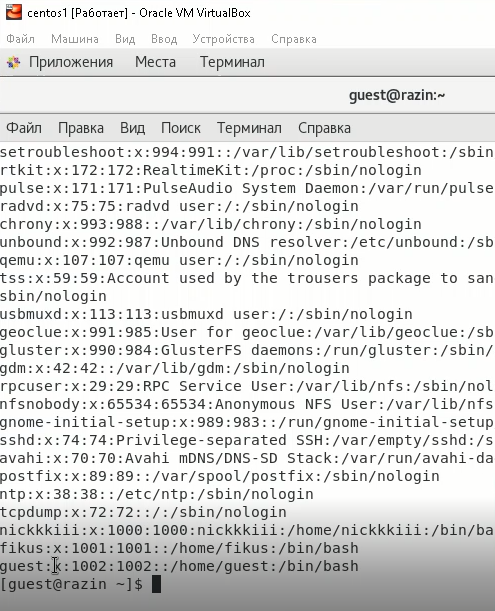 centos1 [Работает] - Oracle VM VirtualBox
Файл Машина Вид Ввод Устройства Справка
Приложения Места Терминал
guest@razin:~
Файл Правка Вид Поиск Терминал Справка
setroubleshoot:x:994:991::/var/lib/setroubleshoot:/sbin
rtkit:x:172:172:RealtimeKit:/proc:/sbin/nologin
pulse:x:171:171:PulseAudio System Daemon:/var/run/pulse
radvd:x:75:75:radvd user:/:/sbin/nologin
chrony:x:993:988::/var/lib/chrony:/sbin/nologin
unbound:x:992:987:Unbound DNS resolver:/etc/unbound:/sb
qemu:x:107:107:qemu user:/:/sbin/nologin
tss:x:59:59:Account used by the trousers package to san
sbin/nologin
usbmuxd:x:113:113:usbmuxd user:/:/sbin/nologin
geoclue:x:991:985:User for geoclue:/var/lib/geoclue:/sb
gluster:x:990:984:GlusterFS daemons:/run/gluster:/sbin/
gdm:x:42:42::/var/lib/gdm:/sbin/nologin
rpcuser:x:29:29:RPC Service User:/var/lib/nfs:/sbin/nol
nfsnobody:x:65534:65534:Anonymous NFS User:/var/lib/nfs
gnome-initial-setup:x:989:983::/run/gnome-initial-setup
sshd:x:74:74:Privilege-separated SSH:/var/empty/sshd:/s
avahi:x:70:70:Avahi mDNS/DNS-SD Stack:/var/run/avahi-da
postfix:x:89:89::/var/spool/postfix:/sbin/nologin
ntp:x:38:38::/etc/ntp:/sbin/nologin
tcpdump:x:72:72::/:/sbin/nologin
nickkkiii:x:1000:1000:nickkkiii:/home/nickkkiii:/bin/ba
fikus:x:1001:1001::/home/fikus:/bin/bash
guest:x:1002:1002::/home/guest:/bin/bash
[guest@razin ~]$